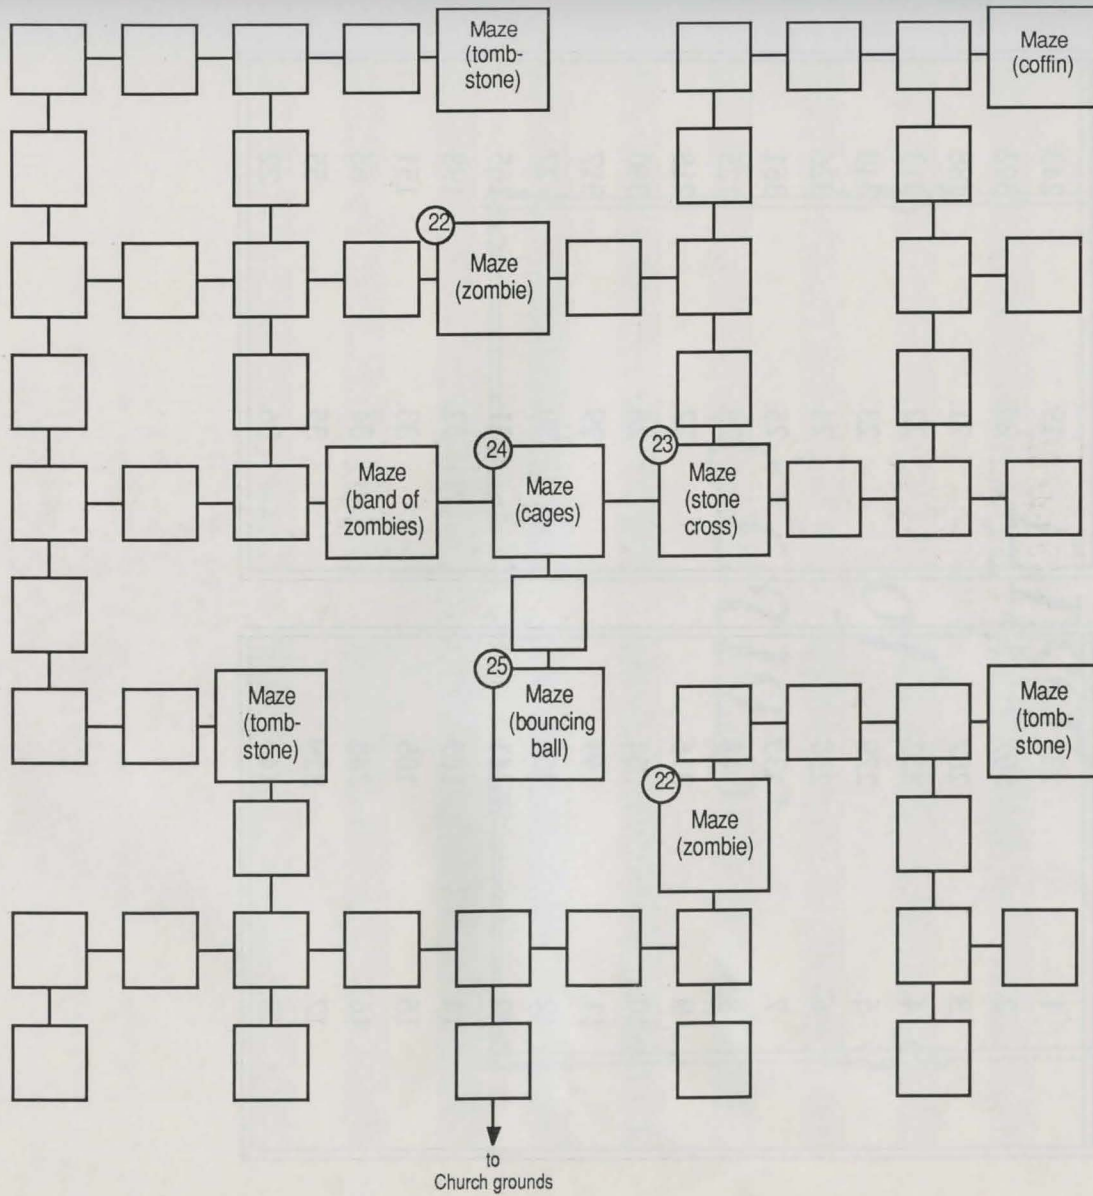 Maze
(tomb-
stone)
Maze
(coffin)
22
Maze
(zombie)
24
Maze
(cages)
23
Maze
(stone
cross)
Maze
(band of
zombies)
25
Maze
(bouncing
ball)
Maze
(tomb-
stone)
Maze
(tomb-
stone)
22
Maze
(zombie)
to
Church grounds